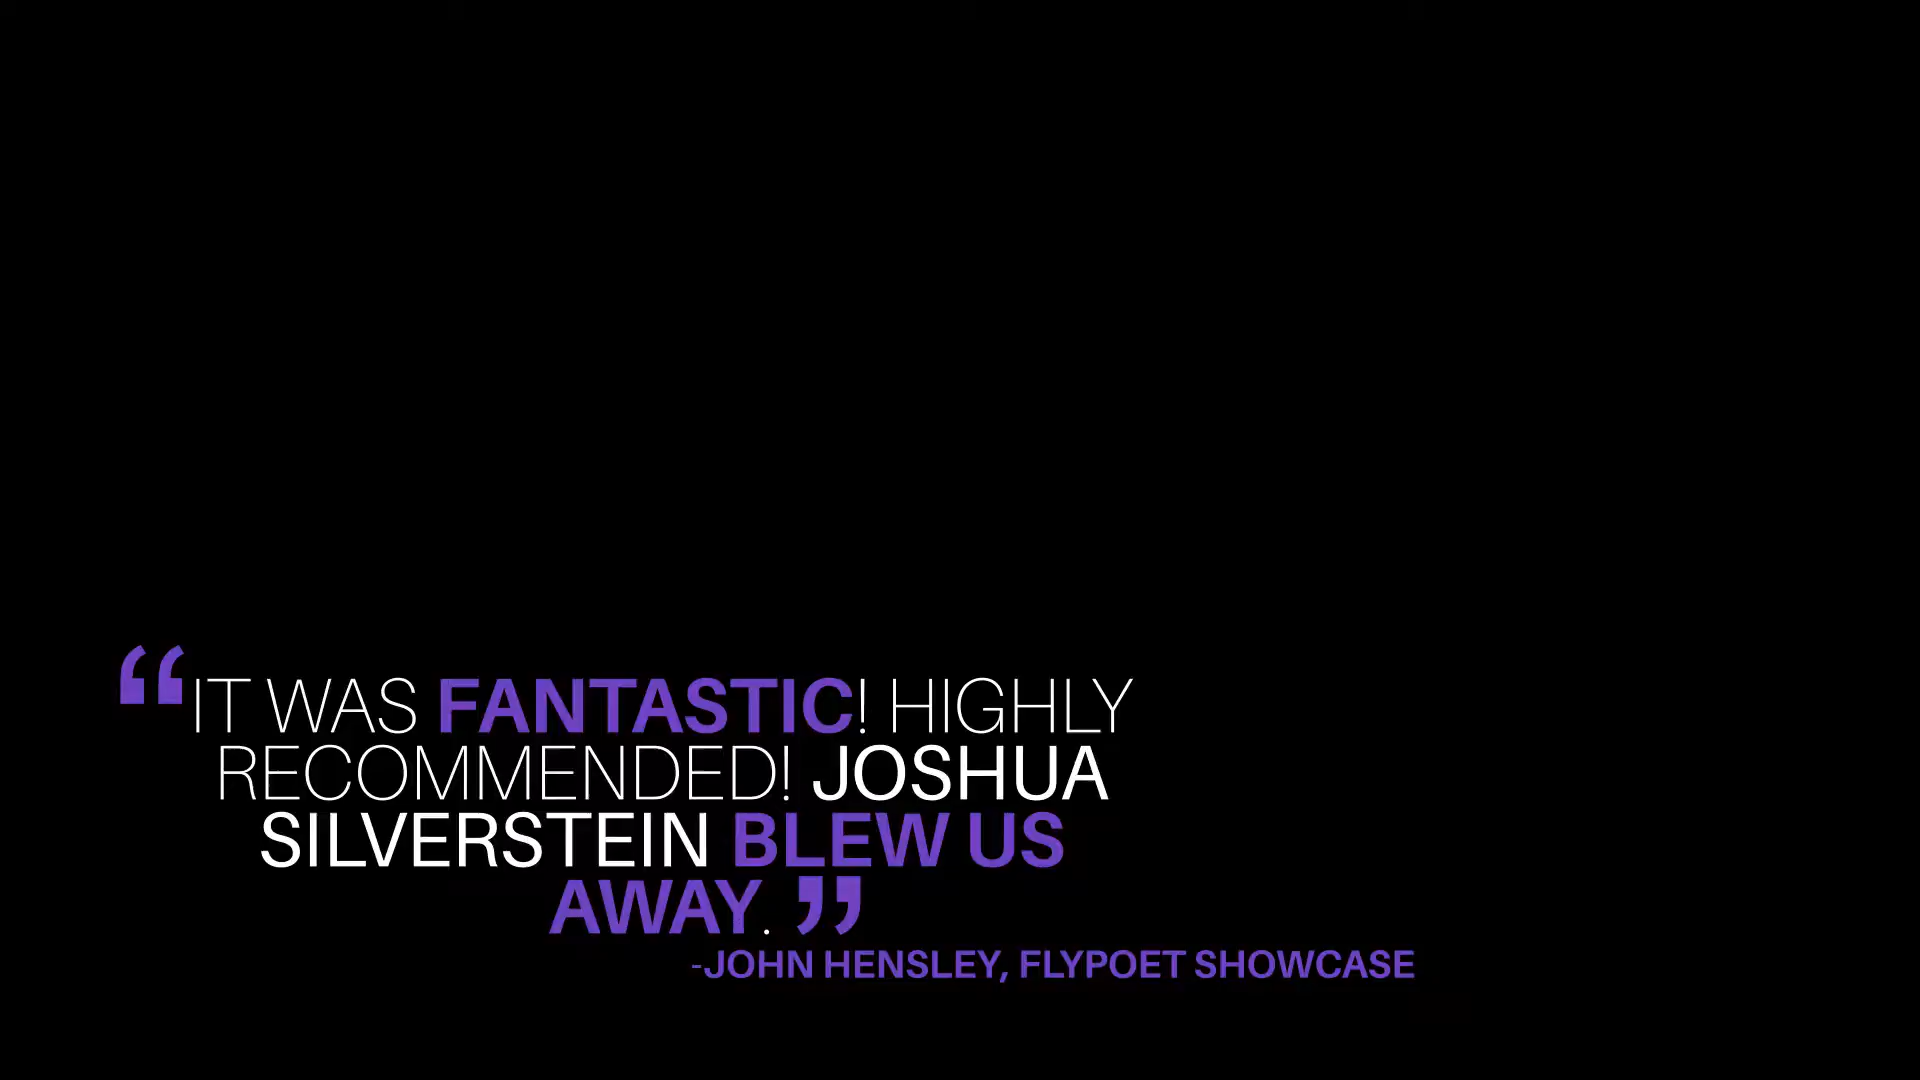 “IT WAS FANTASTIC! HIGHLY
RECOMMENDED! JOSHUA
SILVERSTEIN BLEW US
AWAY. ”
-JOHN HENSLEY, FLYPOET SHOWCASE